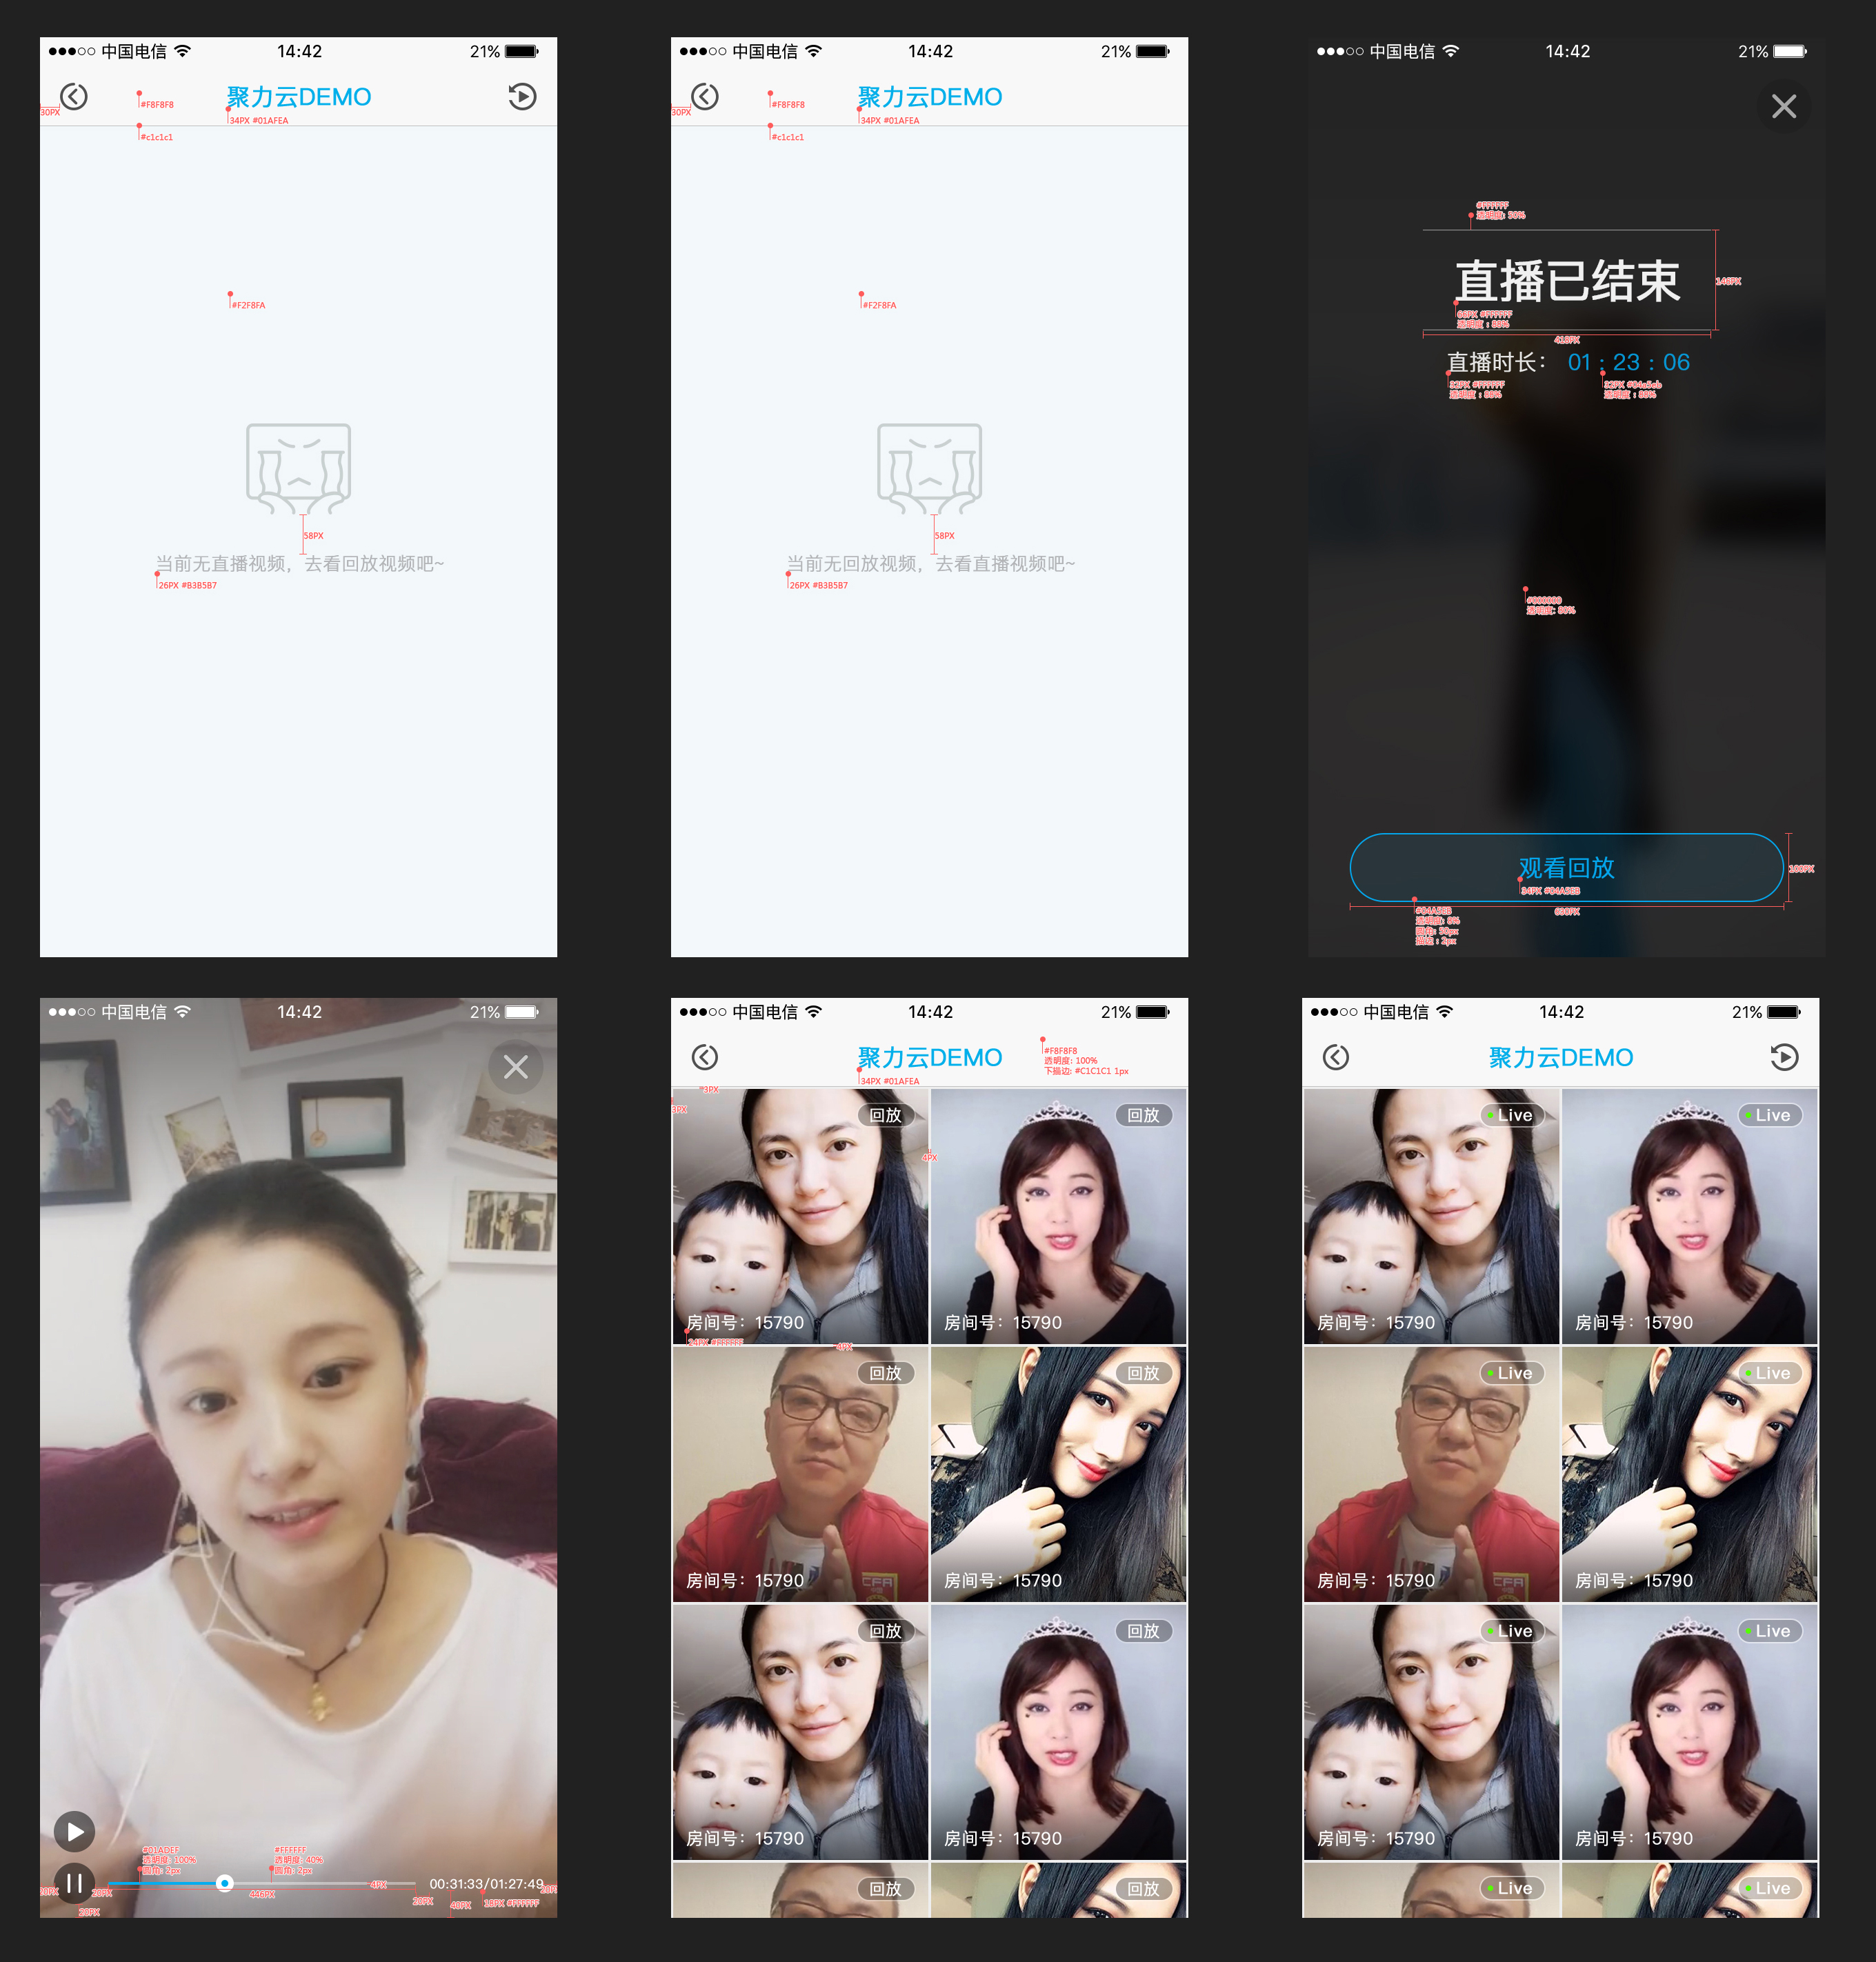 中国电信 14:42 21%
聚力云DEMO
30PX
#F8F8F8
34PX #01AFEA
#c1c1c1
#F2F8FA
58PX
当前无直播视频，去看回放视频吧~
26PX #B3B5B7
中国电信 14:42 21%
聚力云DEMO
30PX
#F8F8F8
34PX #01AFEA
#c1c1c1
#F2F8FA
58PX
当前无回放视频，去看直播视频吧~
26PX #B3B5B7
中国电信 14:42 21%
#FFFFFF
透明度: 50%
直播已结束
146PX
66PX #FFFFFF
透明度：88%
418PX
直播时长： 01：23：06
32PX #FFFFFF
透明度：88%
32PX #04a5eb
透明度：88%
#000000
透明度: 80%
观看回放
34PX #04A5EB
100PX
630PX
#04A5EB
透明度: 8%
圆角: 50px
描边：2px
中国电信 14:42 21%
#01ADEF
透明度: 100%
圆角: 2px
#FFFFFF
透明度: 40%
圆角: 2px
00:31:33/01:27:49
20PX
20PX
446PX
4PX
20PX
40PX
18PX #FFFFFF
20PX
中国电信 14:42 21%
聚力云DEMO
34PX #01AFEA
#F8F8F8
透明度: 100%
下描边: #C1C1C1 1px
3PX
3PX
回放
回放
4PX
房间号：15790
房间号：15790
24PX #FFFFFF
4PX
回放
回放
房间号：15790
房间号：15790
回放
回放
房间号：15790
房间号：15790
回放
回放
中国电信 14:42 21%
聚力云DEMO
Live
Live
房间号：15790
房间号：15790
Live
Live
CFA
房间号：15790
房间号：15790
Live
Live
房间号：15790
房间号：15790
Live
Live